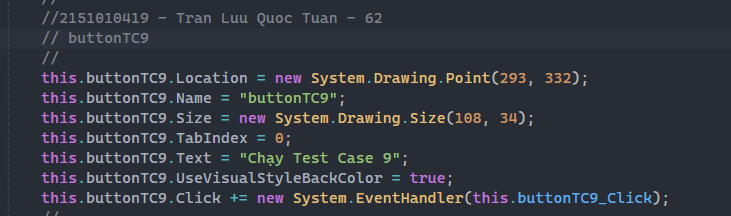 //
//2151010419 - Tran Luu Quoc Tuan - 62
// buttonTC9
//
this.buttonTC9.Location = new System.Drawing.Point(293, 332);
this.buttonTC9.Name = "buttonTC9";
this.buttonTC9.Size = new System.Drawing.Size(108, 34);
this.buttonTC9.TabIndex = 0;
this.buttonTC9.Text = "Chạy Test Case 9";
this.buttonTC9.UseVisualStyleBackColor = true;
this.buttonTC9.Click += new System.EventHandler(this.buttonTC9_Click);
//